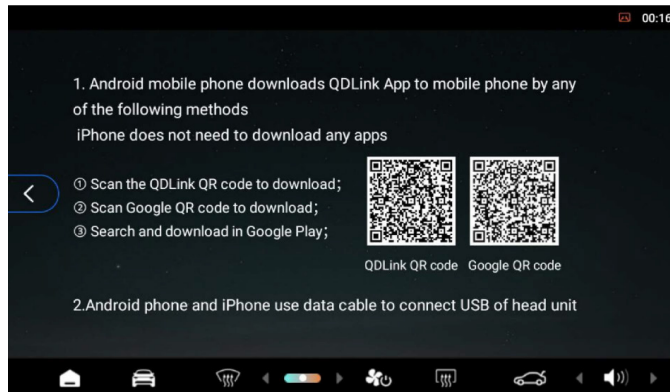 00:16
1. Android mobile phone downloads QDLink App to mobile phone by any
of the following methods
iPhone does not need to download any apps
① Scan the QDLink QR code to download；
② Scan Google QR code to download；
③ Search and download in Google Play；
QDLink QR code Google QR code
2.Android phone and iPhone use data cable to connect USB of head unit